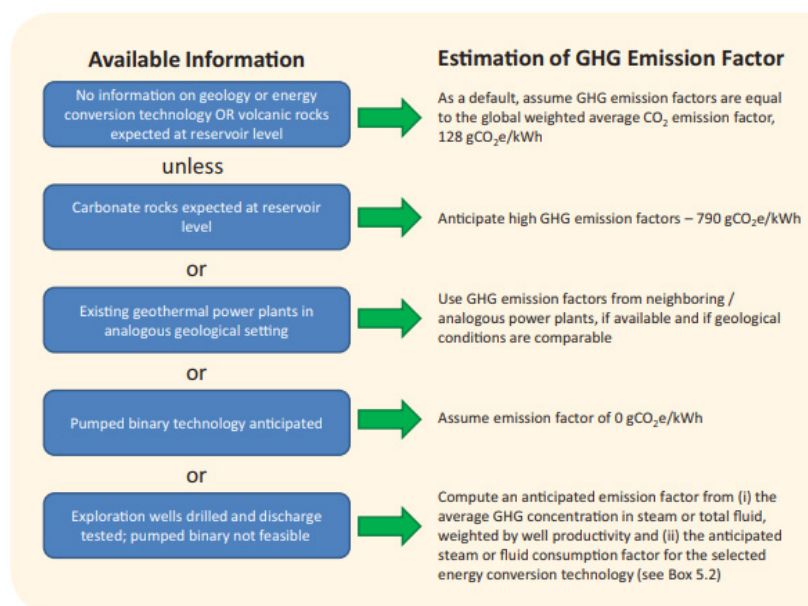 Available Information
Estimation of GHG Emission Factor
No information on geology or energy
conversion technology OR volcanic rocks
expected at reservoir level
As a default, assume GHG emission factors are equal
to the global weighted average CO₂ emission factor,
128 gCO₂e/kWh
unless
Carbonate rocks expected at reservoir
level
Anticipate high GHG emission factors – 790 gCO₂e/kWh
or
Existing geothermal power plants in
analogous geological setting
Use GHG emission factors from neighboring /
analogous power plants, if available and if geological
conditions are comparable
or
Pumped binary technology anticipated
Assume emission factor of 0 gCO₂e/kWh
or
Exploration wells drilled and discharge
tested; pumped binary not feasible
Compute an anticipated emission factor from (i) the
average GHG concentration in steam or total fluid,
weighted by well productivity and (ii) the anticipated
steam or fluid consumption factor for the selected
energy conversion technology (see Box 5.2)